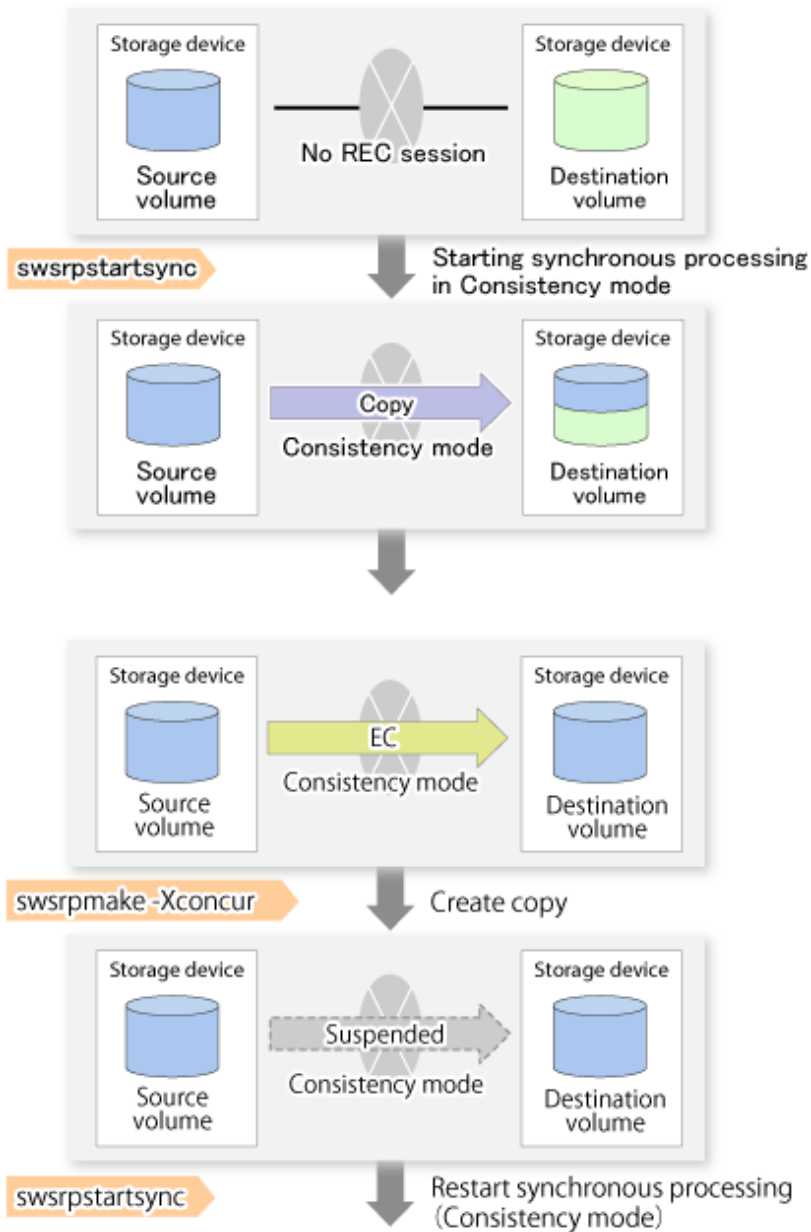 Storage device
Storage device
No REC session
Source
volume
Destination
volume
swsrpstartsync
Starting synchronous processing
in Consistency mode
Storage device
Storage device
Copy
Consistency mode
Source
volume
Destination
volume
Storage device
Storage device
EC
Consistency mode
Source
volume
Destination
volume
swsrpmake -Xconcur
Create copy
Storage device
Storage device
Suspended
Consistency mode
Source
volume
Destination
volume
swsrpstartsync
Restart synchronous processing
(Consistency mode)